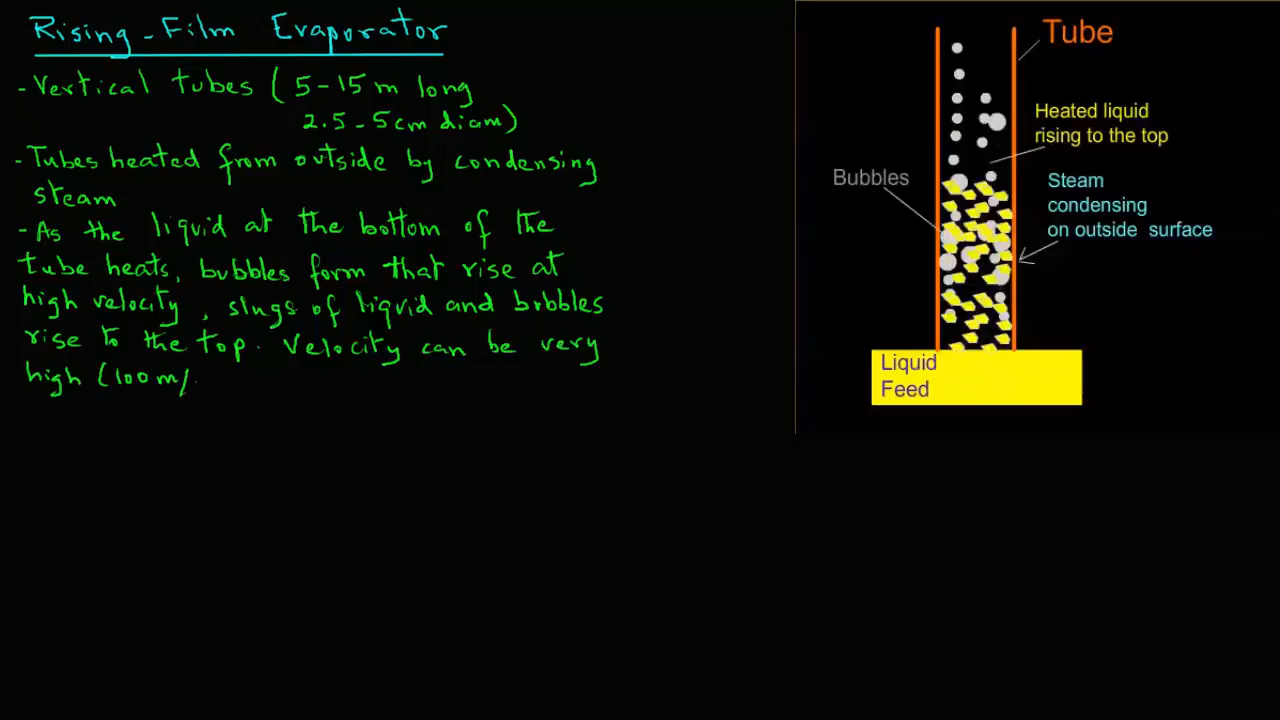 Rising-Film Evaporator
- Vertical tubes (5-15m long
2.5-5cm diam)
- Tubes heated from outside by condensing
steam
- As the liquid at the bottom of the
tube heats, bubbles form that rise at
high velocity, slugs of liquid and bubbles
rise to the top. Velocity can be very
high (100m/
Tube
Heated liquid
rising to the top
Bubbles
Steam
condensing
on outside surface
Liquid
Feed